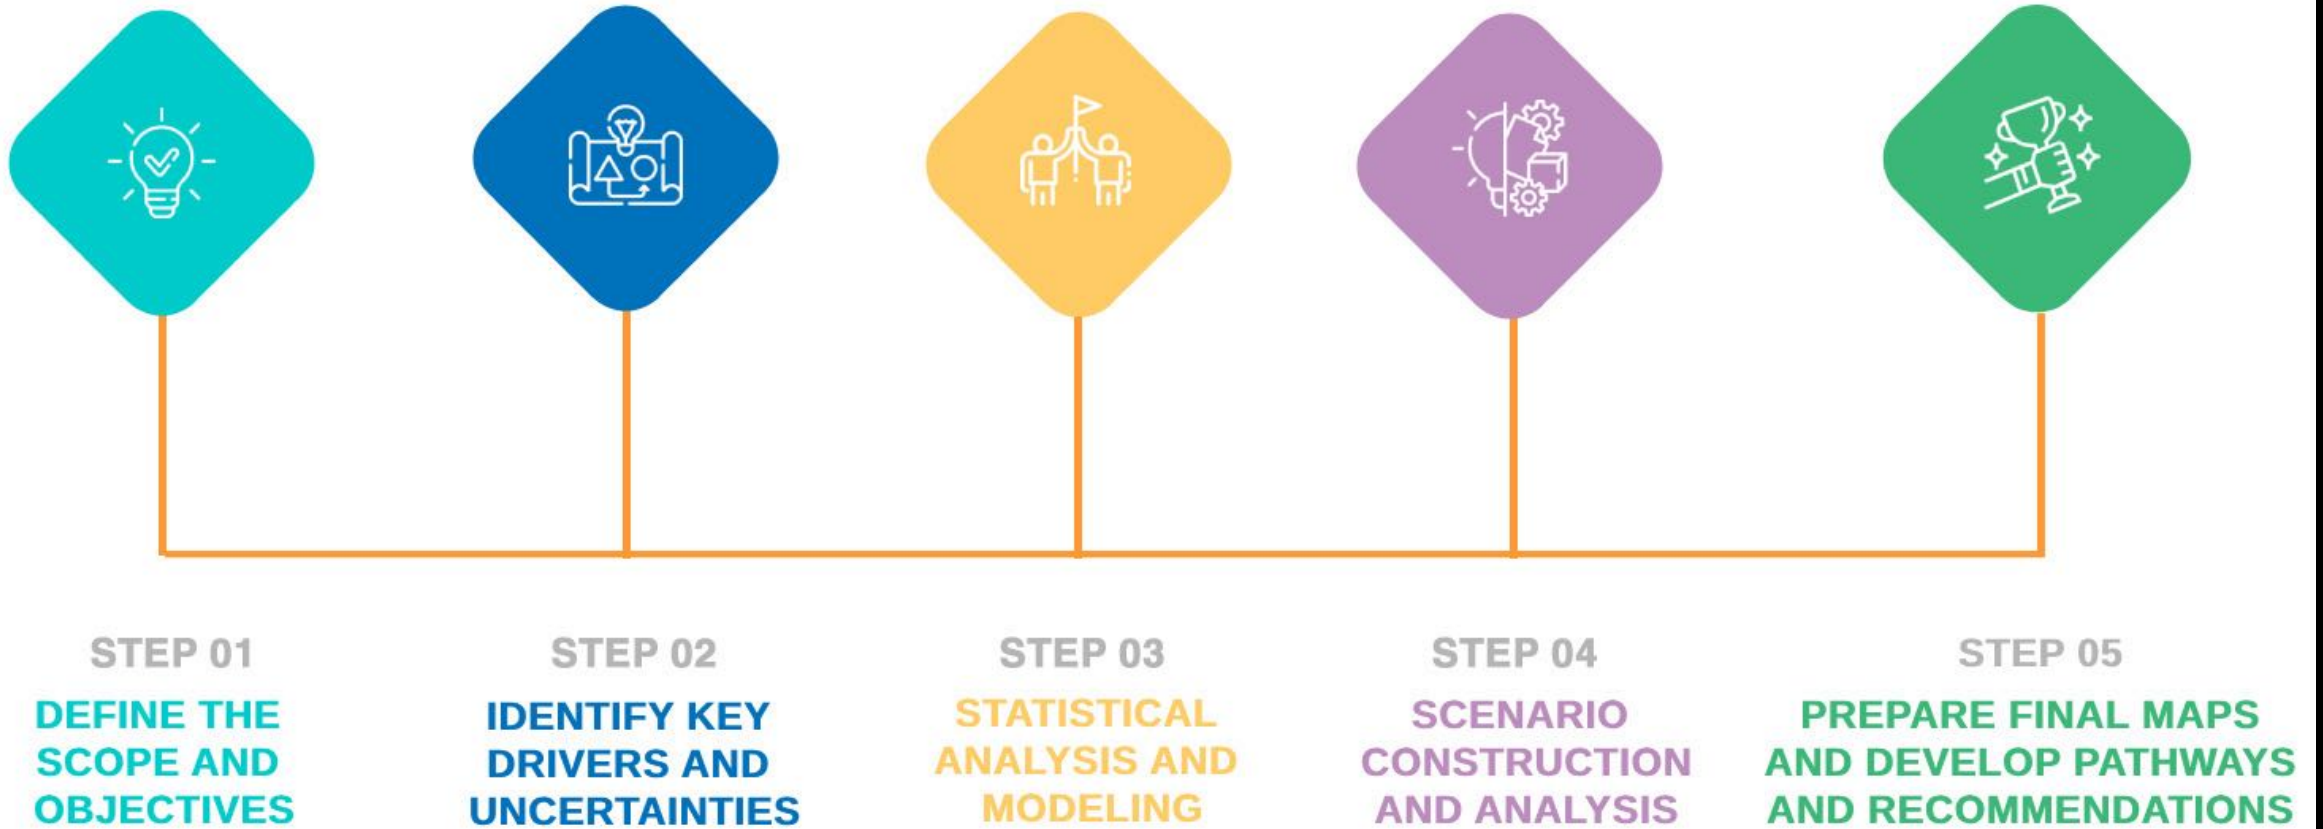 STEP 01
DEFINE THE
SCOPE AND
OBJECTIVES
STEP 02
IDENTIFY KEY
DRIVERS AND
UNCERTAINTIES
STEP 03
STATISTICAL
ANALYSIS AND
MODELING
STEP 04
SCENARIO
CONSTRUCTION
AND ANALYSIS
STEP 05
PREPARE FINAL MAPS
AND DEVELOP PATHWAYS
AND RECOMMENDATIONS